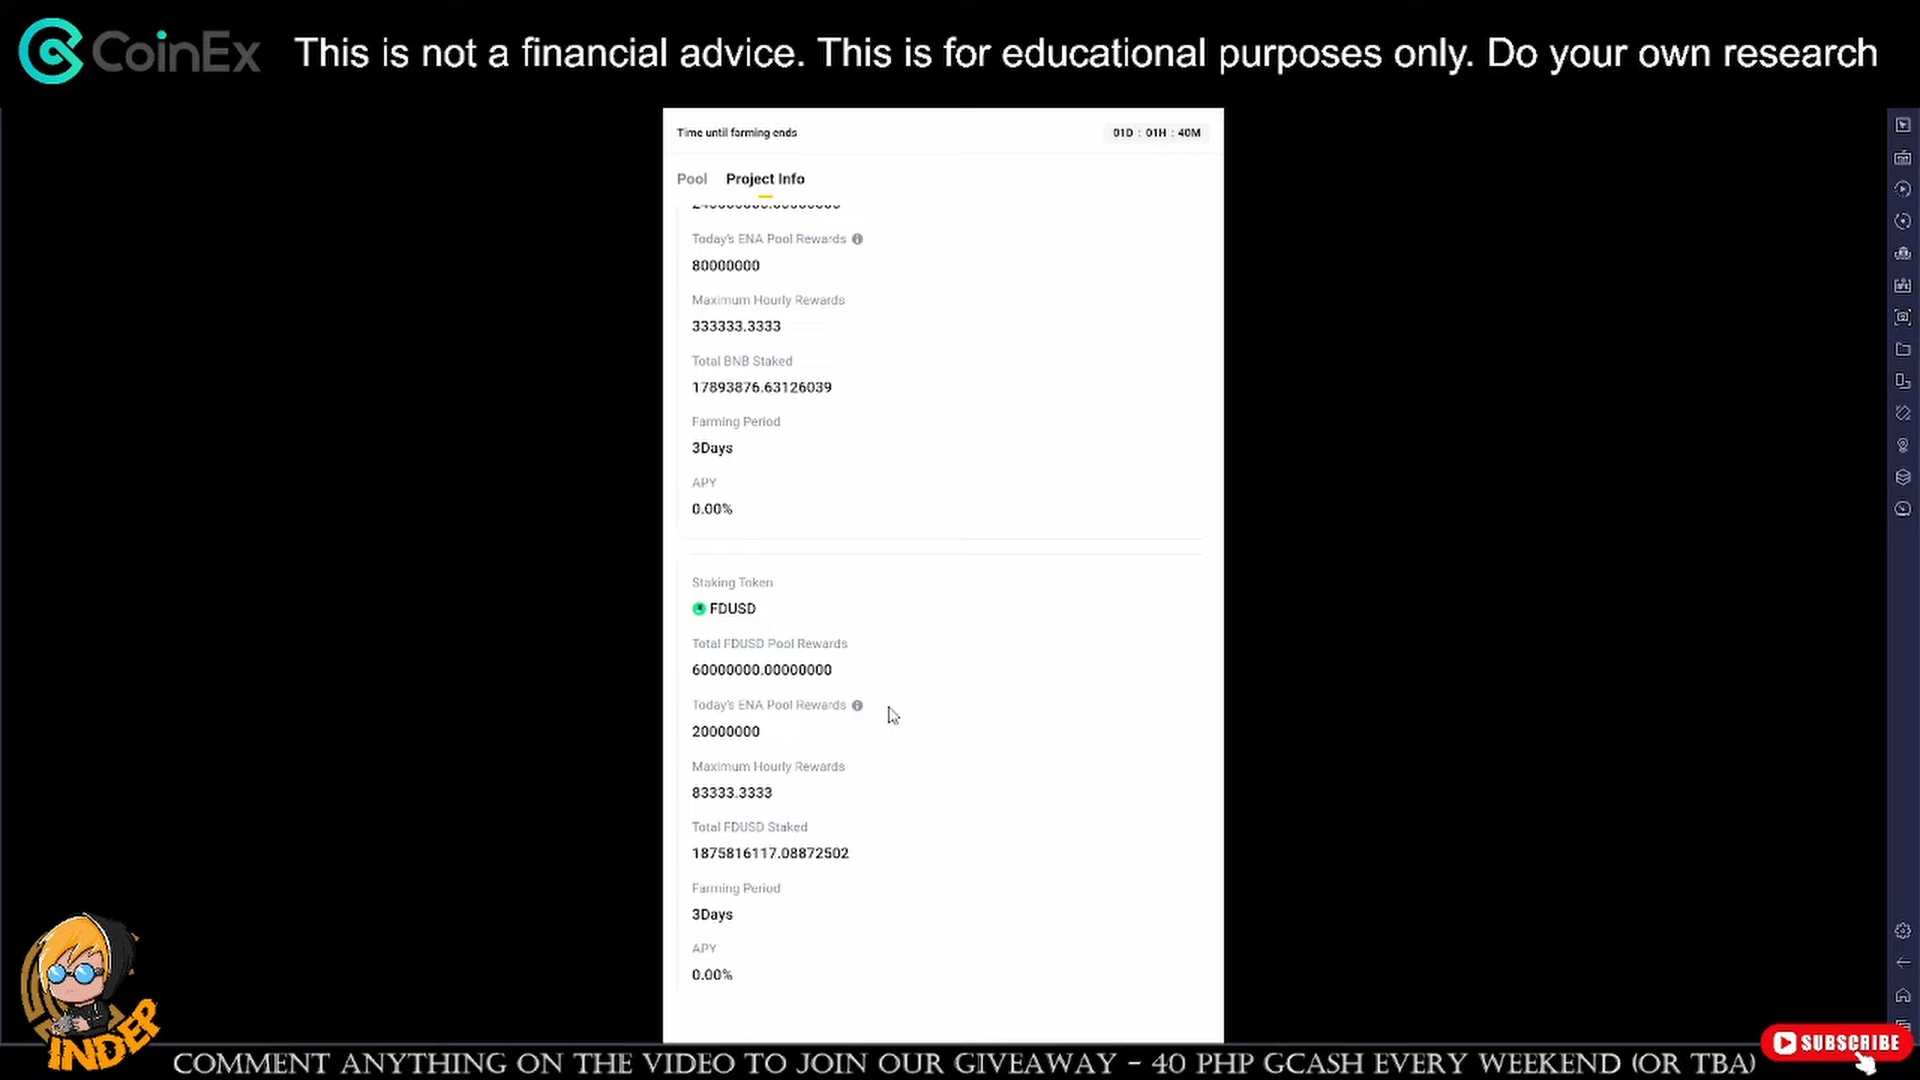 CoinEx
This is not a financial advice. This is for educational purposes only. Do your own research
Time until farming ends
01D : 01H : 40M
Pool
Project Info
Today's ENA Pool Rewards
80000000
Maximum Hourly Rewards
333333.3333
Total BNB Staked
17893876.63126039
Farming Period
3Days
APY
0.00%
Staking Token
FDUSD
Total FDUSD Pool Rewards
60000000.00000000
Today's ENA Pool Rewards
20000000
Maximum Hourly Rewards
83333.3333
Total FDUSD Staked
1875816117.08872502
Farming Period
3Days
APY
0.00%
INDEP
COMMENT ANYTHING ON THE VIDEO TO JOIN OUR GIVEAWAY – 40 PHP GCASH EVERY WEEKEND (OR TBA)
SUBSCRIBE